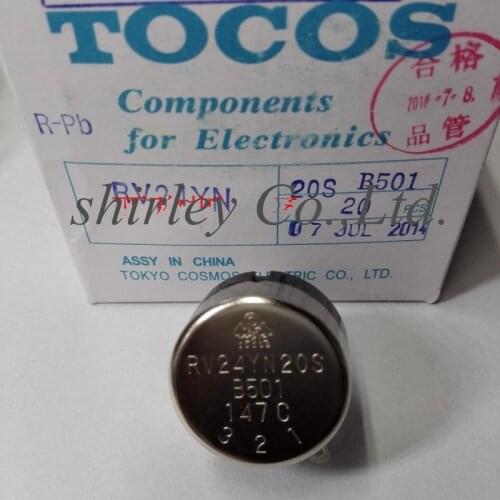 TOCOS
R-Pb
Components
for Electronics
合格
2014-7-8.
品管
RV24YN 20S B501
20 PCS
07 JUL 2014
shirley Co. Ltd.
ASSY IN CHINA
TOKYO COSMOS ELECTRIC CO., LTD.
RV24YN20S
B501
147C
3 2 1